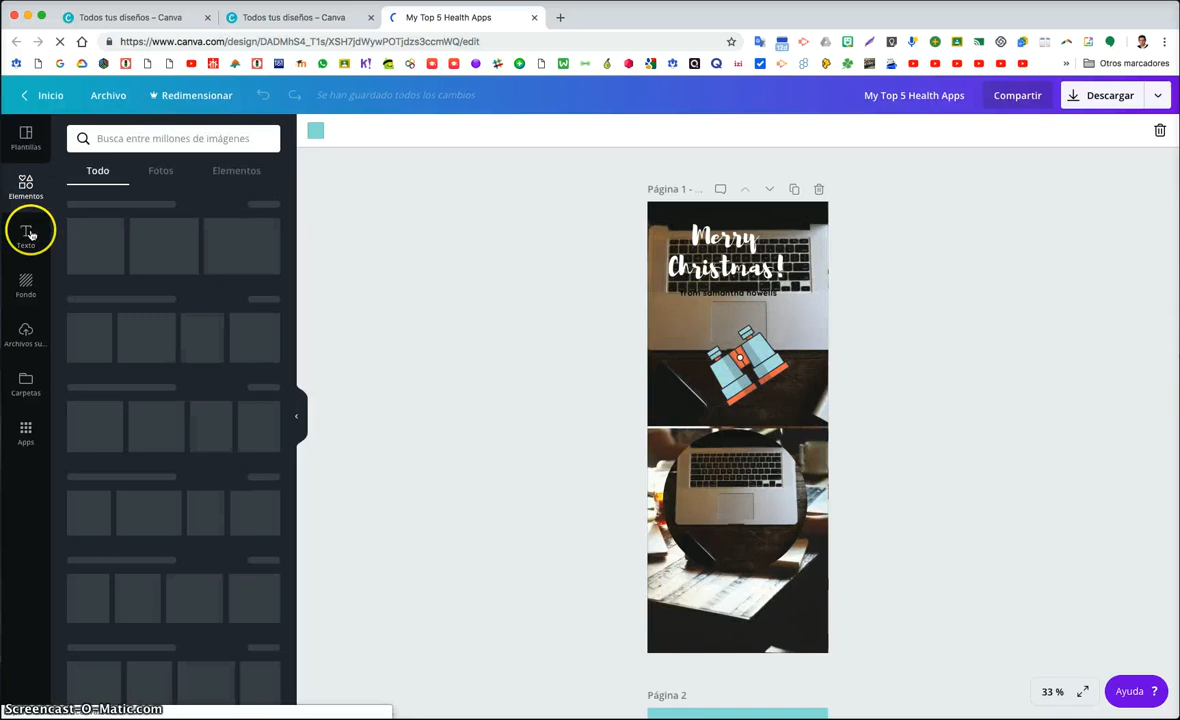 Todos tus diseños – Canva
Todos tus diseños – Canva
My Top 5 Health Apps
https://www.canva.com/design/DADMhS4_T1s/XSH7jdWywPOTjdzs3ccmWQ/edit
Otros marcadores
Inicio
Archivo
Redimensionar
Se han guardado todos los cambios
My Top 5 Health Apps
Compartir
Descargar
Plantillas
Busca entre millones de imágenes
Todo
Fotos
Elementos
Elementos
Texto
Fondo
Archivos su...
Carpetas
Apps
Página 1 - ...
Merry
Christmas!
from samantha howells
Página 2
33 %
Ayuda ?
Screencast-O-Matic.com